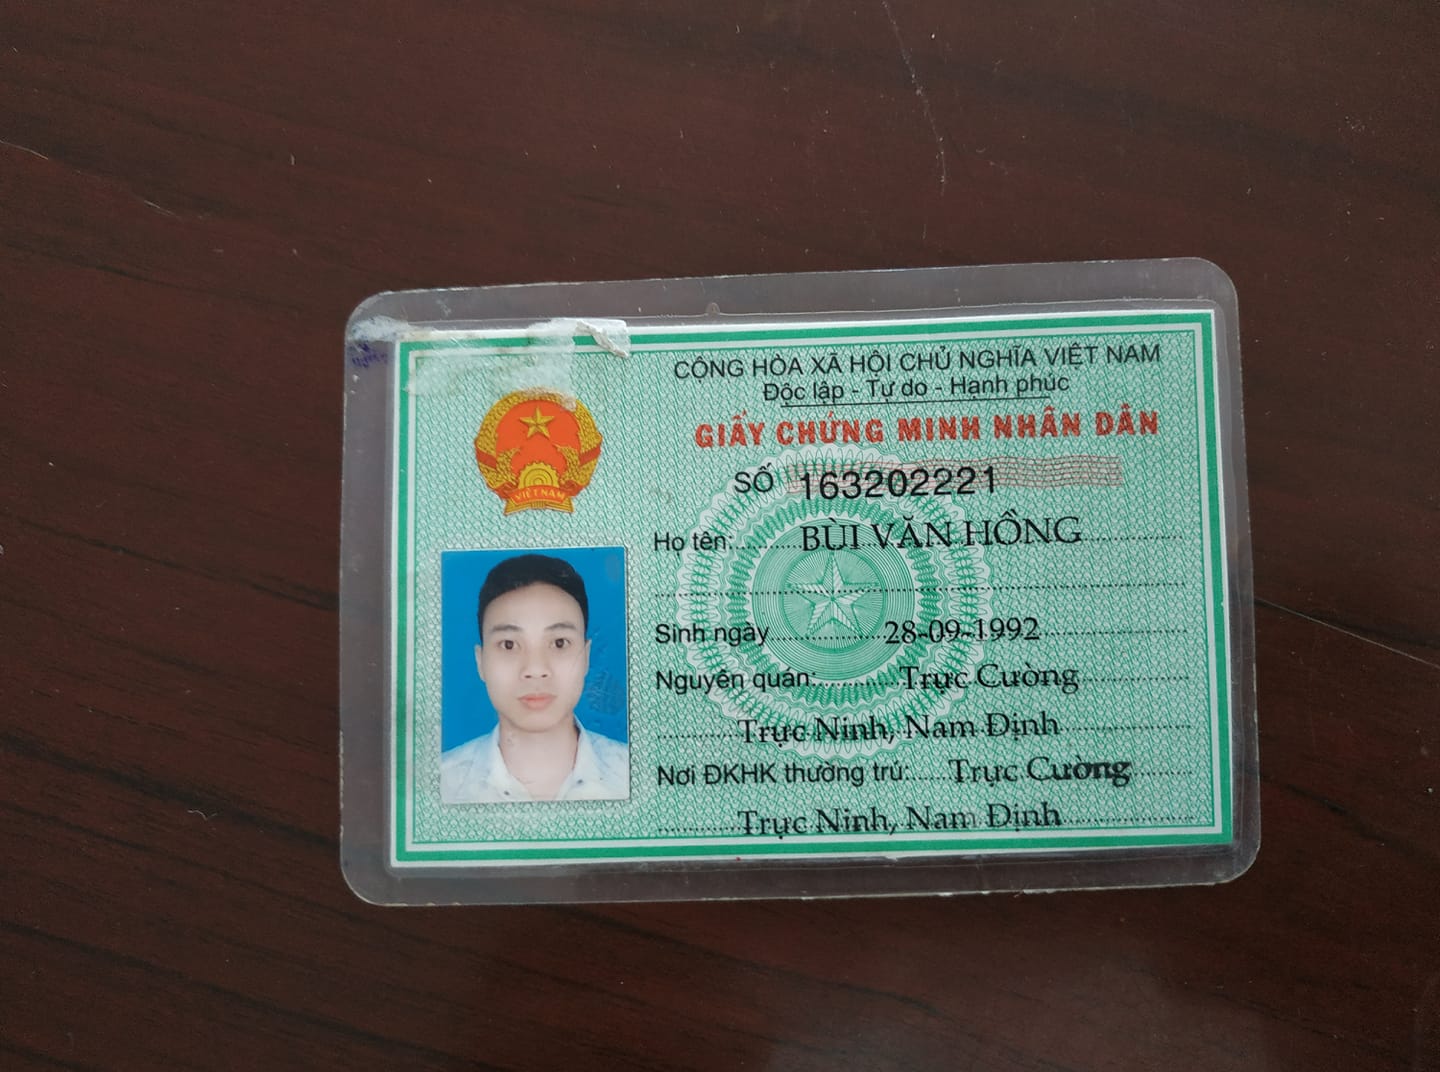 CỘNG HÒA XÃ HỘI CHỦ NGHĨA VIỆT NAM
Độc lập - Tự do - Hạnh phúc
GIẤY CHỨNG MINH NHÂN DÂN
SỐ 163202221
VIỆT NAM
Họ tên: BÙI VĂN HỒNG
Sinh ngày 28-09-1992
Nguyên quán: Trực Cường
Trực Ninh, Nam Định
Nơi ĐKHK thường trú: Trực Cường
Trực Ninh, Nam Định